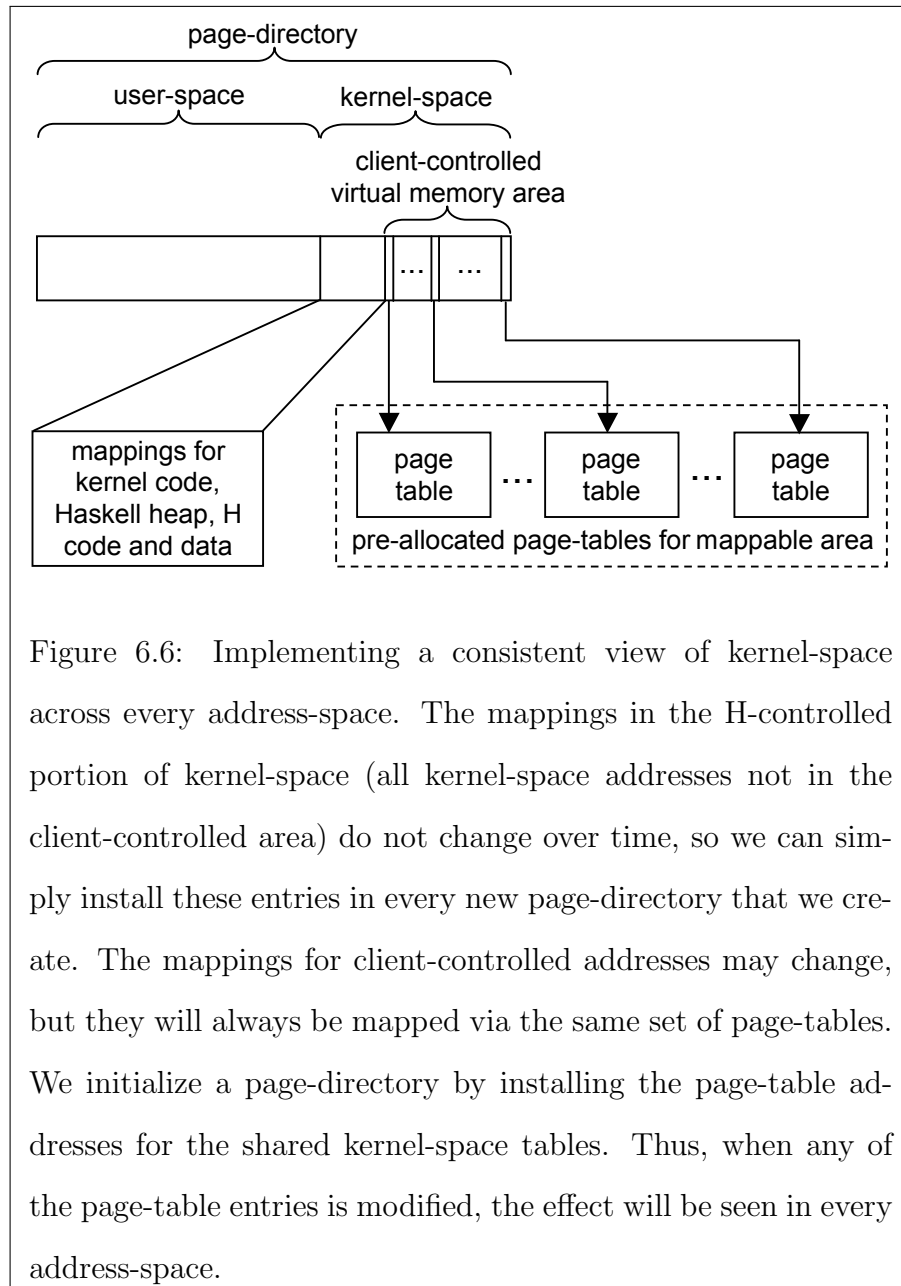 page-directory
user-space
kernel-space
client-controlled
virtual memory area
...
...
mappings for
kernel code,
Haskell heap, H
code and data
page
table
...
page
table
...
page
table
pre-allocated page-tables for mappable area
Figure 6.6: Implementing a consistent view of kernel-space
across every address-space. The mappings in the H-controlled
portion of kernel-space (all kernel-space addresses not in the
client-controlled area) do not change over time, so we can sim-
ply install these entries in every new page-directory that we cre-
ate. The mappings for client-controlled addresses may change,
but they will always be mapped via the same set of page-tables.
We initialize a page-directory by installing the page-table ad-
dresses for the shared kernel-space tables. Thus, when any of
the page-table entries is modified, the effect will be seen in every
address-space.